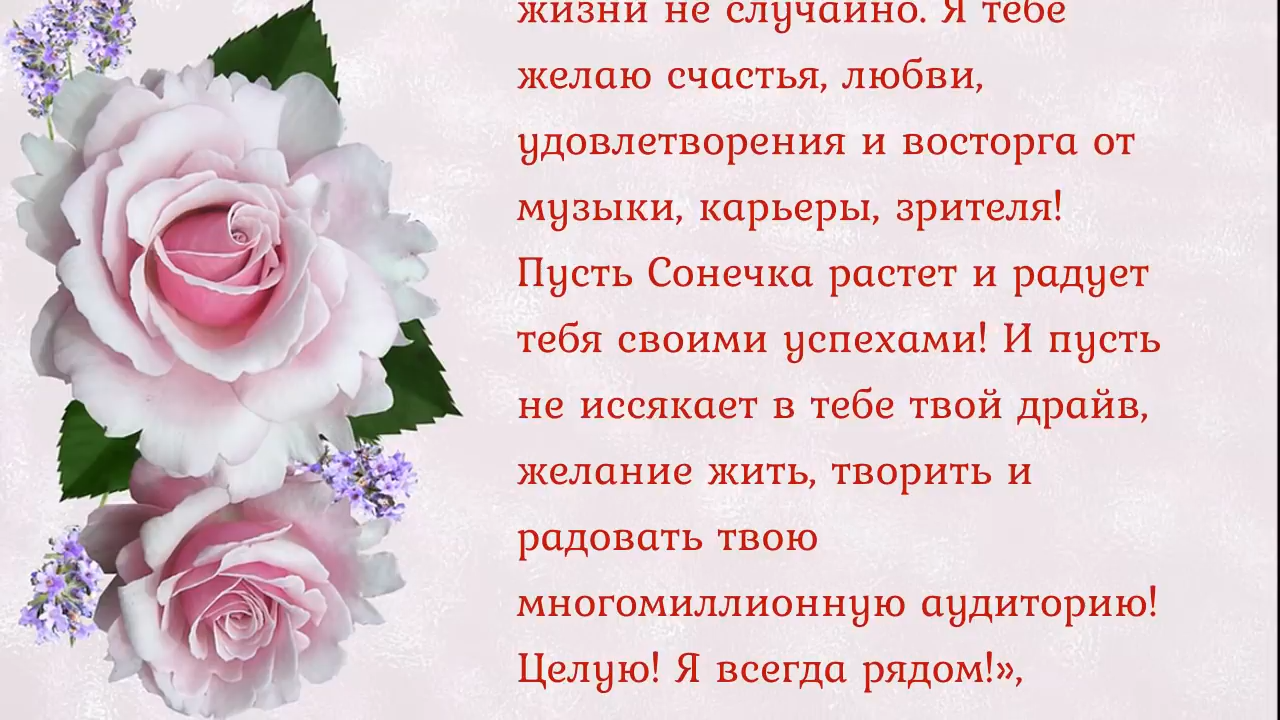 жизни не случайно. Я тебе
желаю счастья, любви,
удовлетворения и восторга от
музыки, карьеры, зрителя!
Пусть Сонечка растет и радует
тебя своими успехами! И пусть
не иссякает в тебе твой драйв,
желание жить, творить и
радовать твою
многомиллионную аудиторию!
Целую! Я всегда рядом!»,